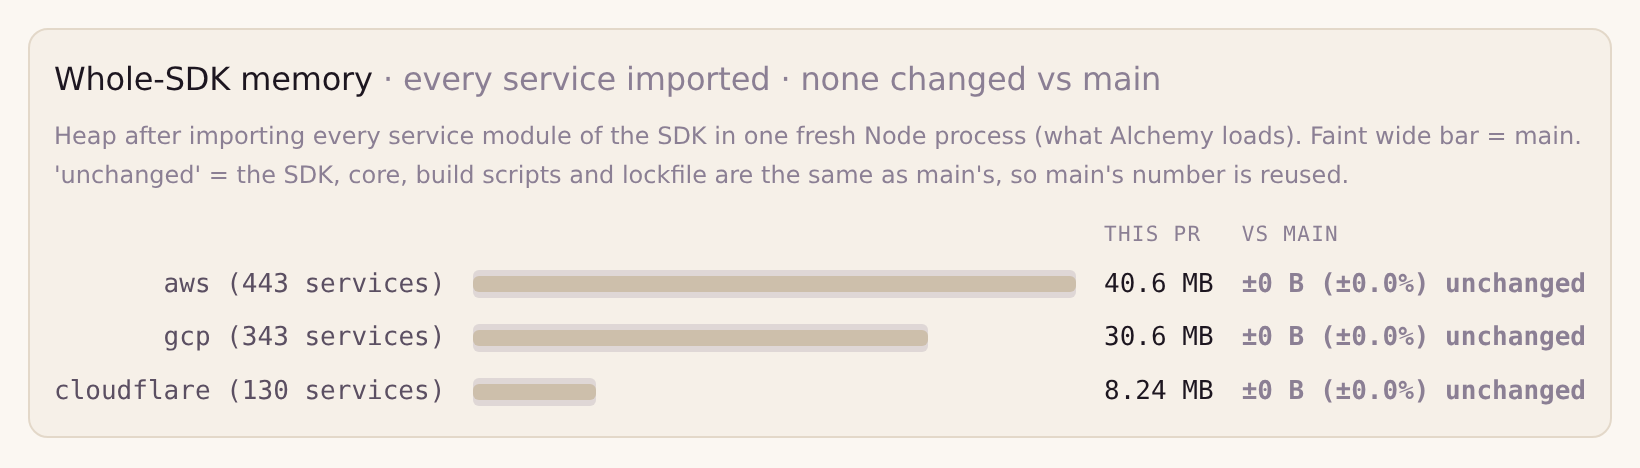 Whole-SDK memory · every service imported · none changed vs main
Heap after importing every service module of the SDK in one fresh Node process (what Alchemy loads). Faint wide bar = main.
'unchanged' = the SDK, core, build scripts and lockfile are the same as main's, so main's number is reused.
THIS PR VS MAIN
aws (443 services) 40.6 MB ±0 B (±0.0%) unchanged
gcp (343 services) 30.6 MB ±0 B (±0.0%) unchanged
cloudflare (130 services) 8.24 MB ±0 B (±0.0%) unchanged